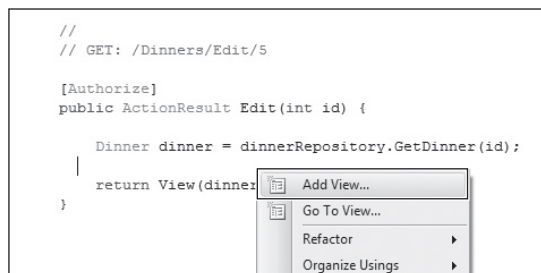 //
// GET: /Dinners/Edit/5
[Authorize]
public ActionResult Edit(int id) {
Dinner dinner = dinnerRepository.GetDinner(id);
return View(dinner
Add View...
}
Go To View...
Refactor
Organize Usings